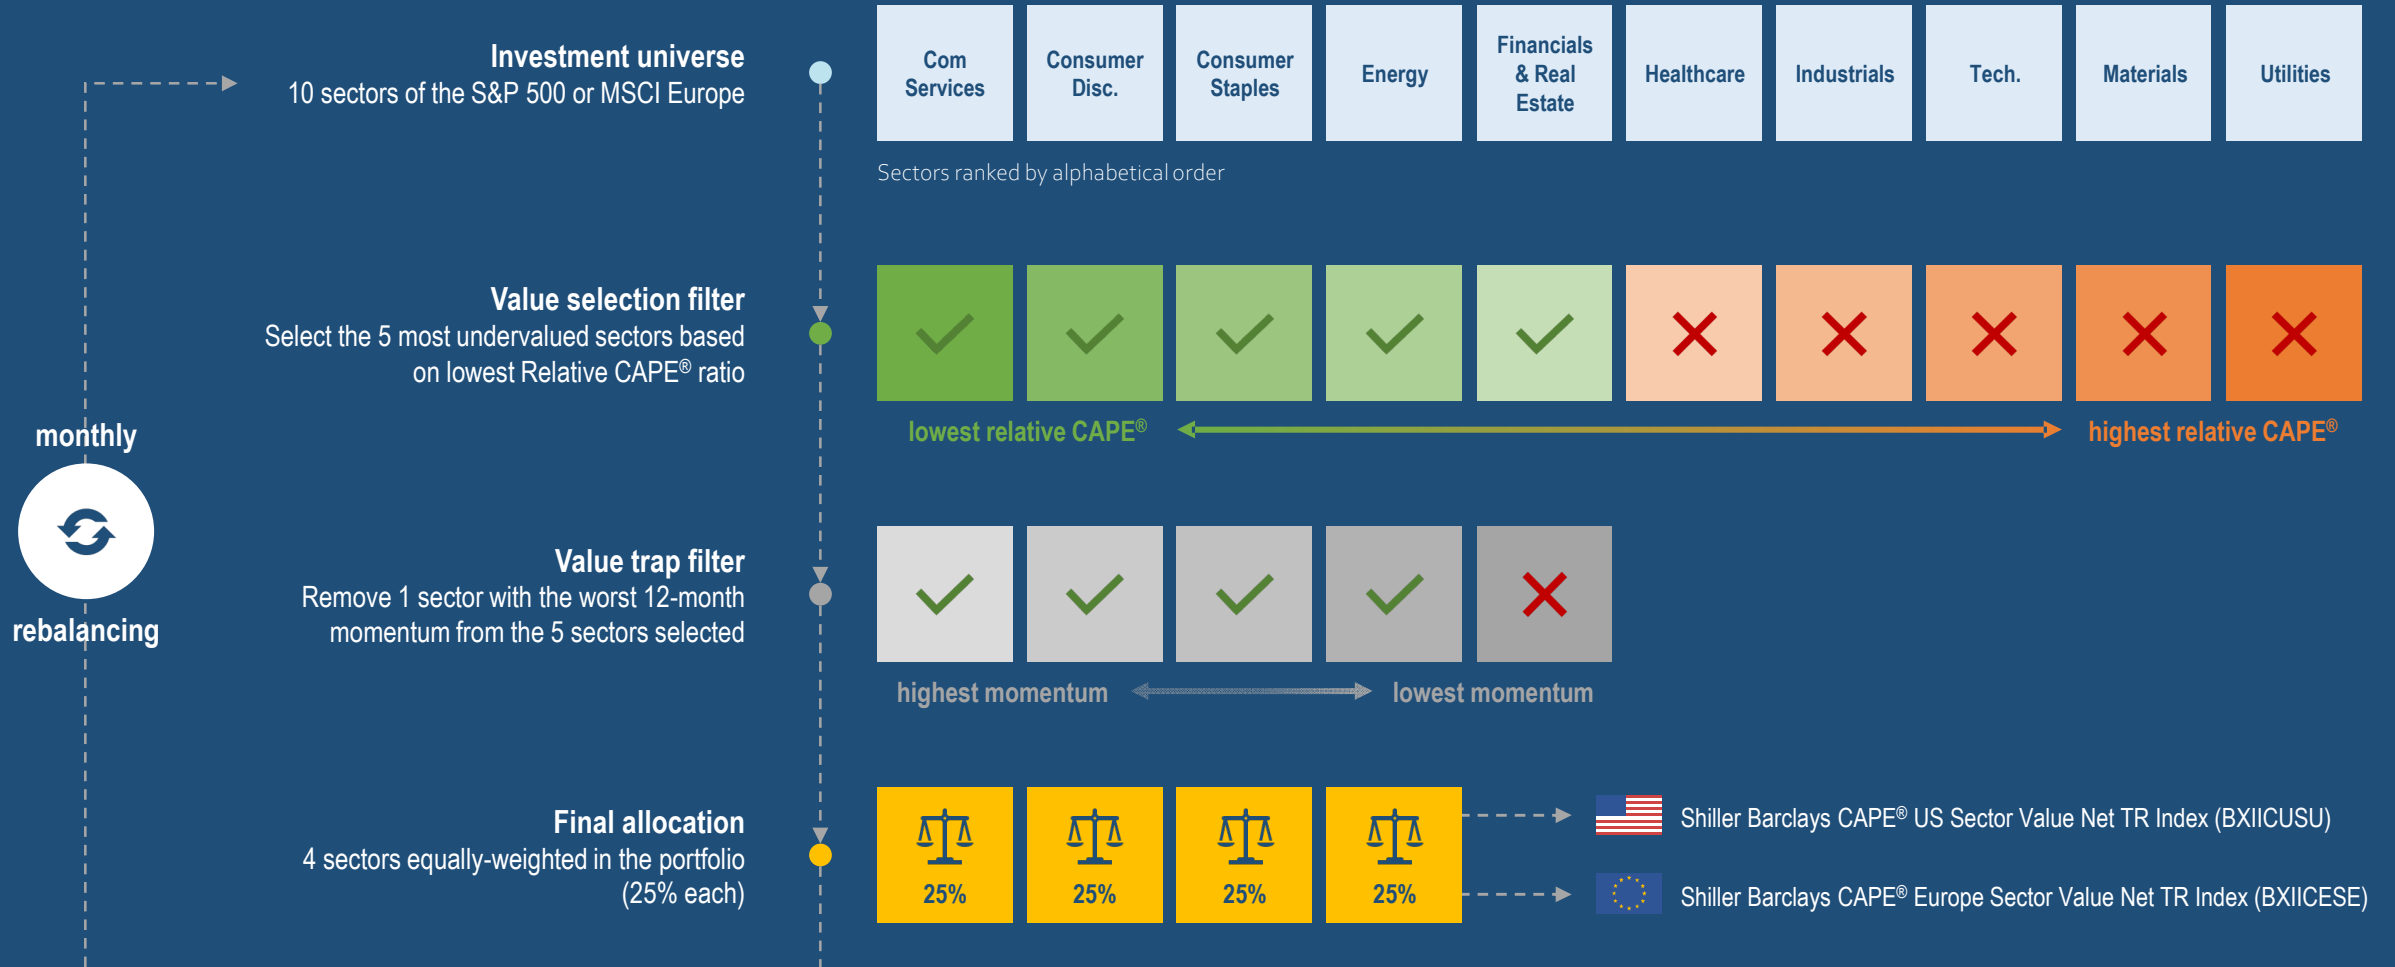 Investment universe
10 sectors of the S&P 500 or MSCI Europe
Com
Services
Consumer
Disc.
Consumer
Staples
Energy
Financials
& Real
Estate
Healthcare
Industrials
Tech.
Materials
Utilities
Sectors ranked by alphabetical order
Value selection filter
Select the 5 most undervalued sectors based
on lowest Relative CAPE® ratio
lowest relative CAPE®
highest relative CAPE®
monthly
rebalancing
Value trap filter
Remove 1 sector with the worst 12-month
momentum from the 5 sectors selected
highest momentum
lowest momentum
Final allocation
4 sectors equally-weighted in the portfolio
(25% each)
25%
25%
25%
25%
Shiller Barclays CAPE® US Sector Value Net TR Index (BXIICUSU)
Shiller Barclays CAPE® Europe Sector Value Net TR Index (BXIICESE)